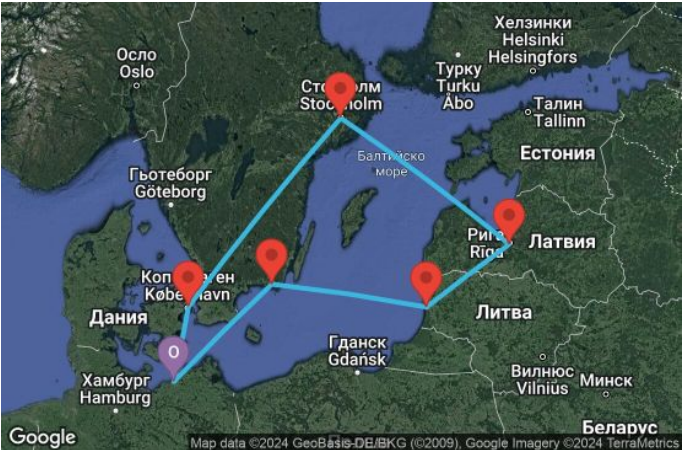 Хелзинки
Helsinki
Helsingfors
Осло
Oslo
Турку
Turku
Åbo
Stockholm
Талин
Tallinn
Балтийско
море
Естония
Гьотеборг
Göteborg
Рига
Rīga
Латвия
København
Дания
Литва
Гданск
Gdańsk
O
Хамбург
Hamburg
Вилнюс
Vilnius
Минск
Беларус
Google
Map data ©2024 GeoBasis-DE/BKG (©2009), Google Imagery ©2024 TerraMetrics